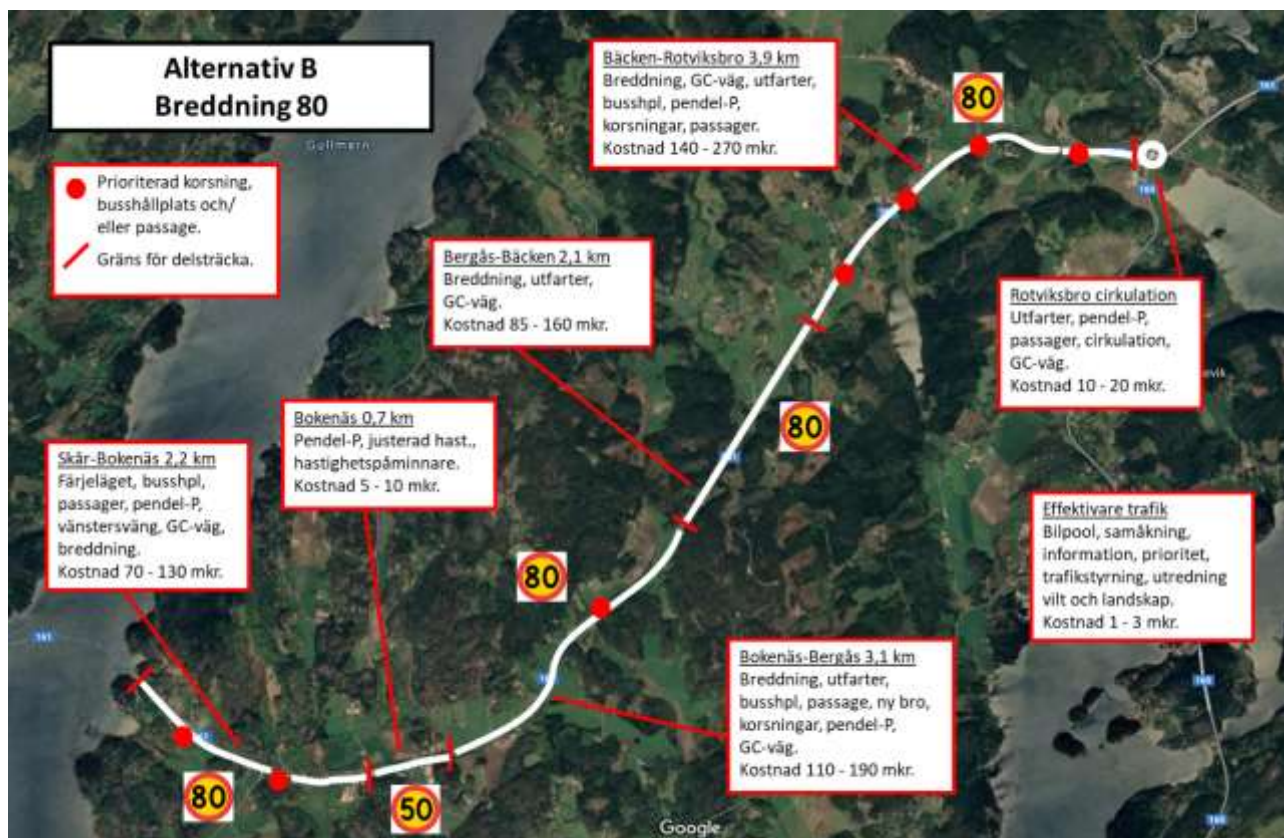 Alternativ B
Breddning 80
Prioriterad korsning,
busshållplats och/
eller passage.
Gräns för delsträcka.
Gullmarn
Bäcken-Rotviksbro 3,9 km
Breddning, GC-väg, utfarter,
busshpl, pendel-P,
korsningar, passager.
Kostnad 140 - 270 mkr.
80
161
Bergås-Bäcken 2,1 km
Breddning, utfarter,
GC-väg.
Kostnad 85 - 160 mkr.
Rotviksbro cirkulation
Utfarter, pendel-P,
passager, cirkulation,
GC-väg.
Kostnad 10 - 20 mkr.
Bokenäs 0,7 km
Pendel-P, justerad hast.,
hastighetspåminnare.
Kostnad 5 - 10 mkr.
80
Skår-Bokenäs 2,2 km
Färjeläget, busshpl,
passager, pendel-P,
vänstersväng, GC-väg,
breddning.
Kostnad 70 - 130 mkr.
Effektivare trafik
Bilpool, samåkning,
information, prioritet,
trafikstyrning, utredning
vilt och landskap.
Kostnad 1 - 3 mkr.
80
161
Bokenäs-Bergås 3,1 km
Breddning, utfarter,
busshpl, passage, ny bro,
korsningar, pendel-P,
GC-väg.
Kostnad 110 - 190 mkr.
80
50
Google